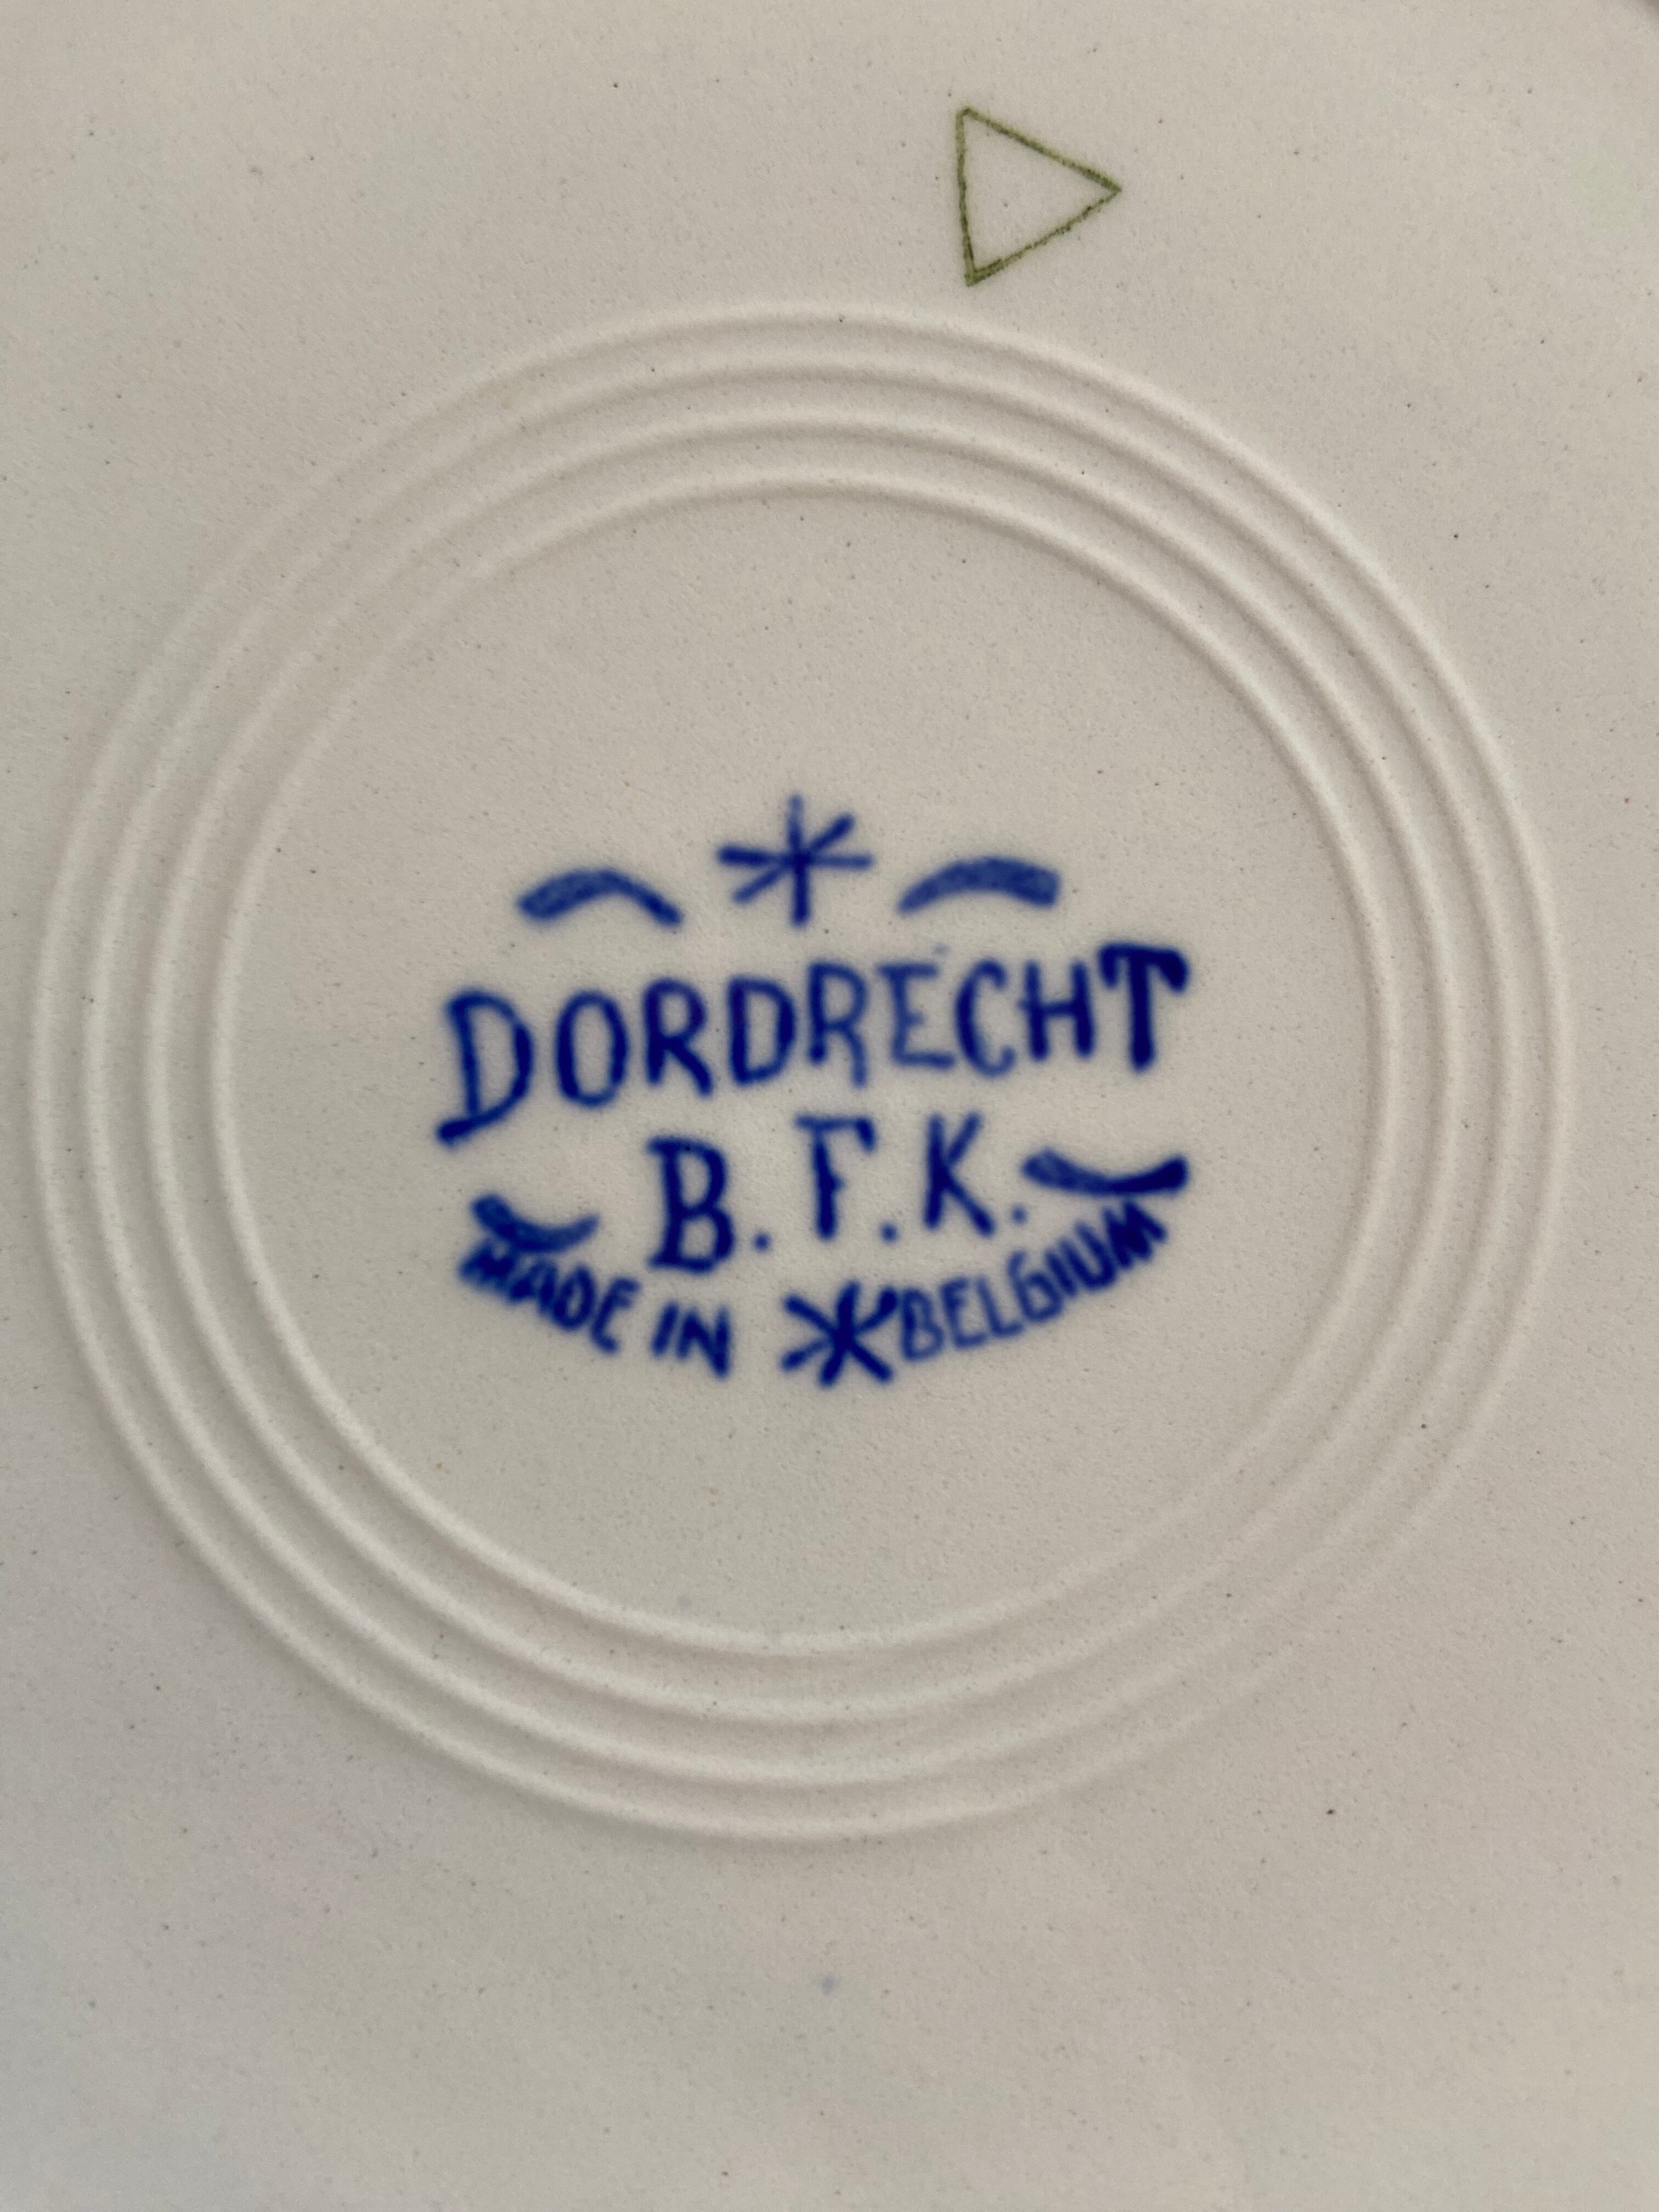 DORDRECHT
B.F.K.
MADE IN BELGIUM